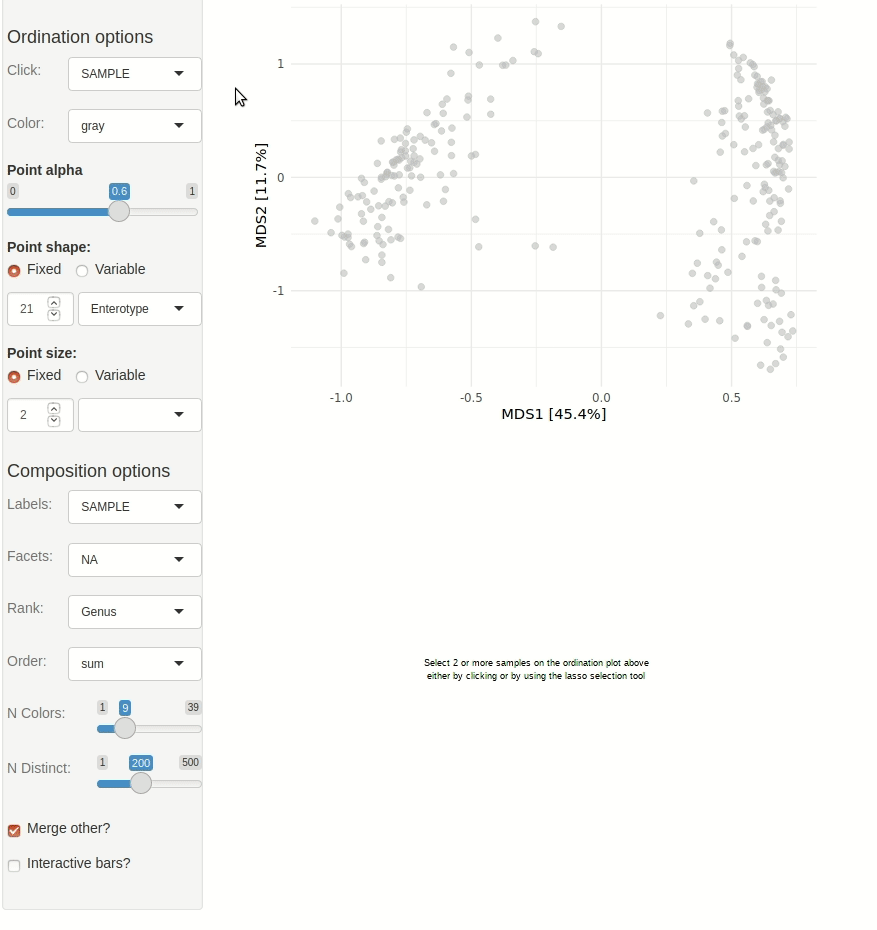 Ordination options
Click: SAMPLE
Color: gray
Point alpha
0 0.6 1
Point shape:
Fixed Variable
21 Enterotype
Point size:
Fixed Variable
2
Composition options
Labels: SAMPLE
Facets: NA
Rank: Genus
Order: sum
N Colors: 1 9 39
N Distinct: 1 200 500
Merge other?
Interactive bars?
MDS2 [11.7%]
1
0
-1
-1.0 -0.5 0.0 0.5
MDS1 [45.4%]
Select 2 or more samples on the ordination plot above
either by clicking or by using the lasso selection tool